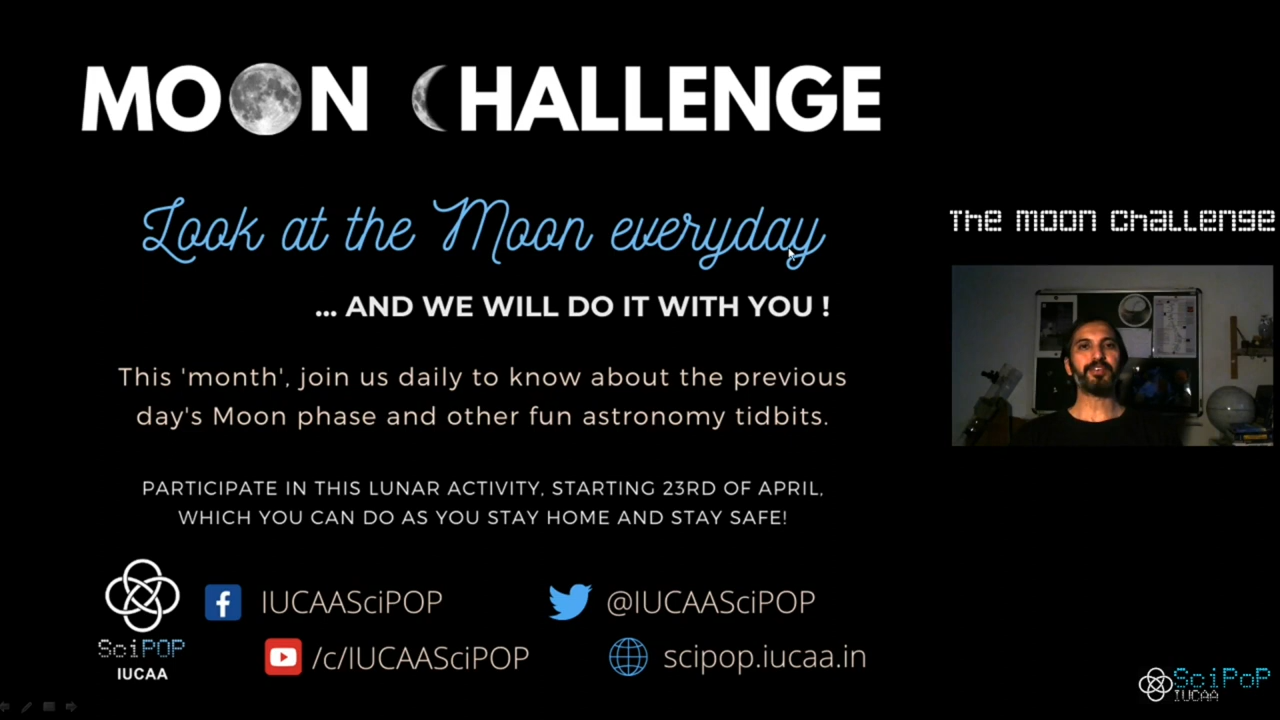 MOON CHALLENGE
Look at the Moon everyday
... AND WE WILL DO IT WITH YOU !
This 'month', join us daily to know about the previous
day's Moon phase and other fun astronomy tidbits.
PARTICIPATE IN THIS LUNAR ACTIVITY, STARTING 23RD OF APRIL,
WHICH YOU CAN DO AS YOU STAY HOME AND STAY SAFE!
IUCAASciPOP
@IUCAASciPOP
/c/IUCAASciPOP
scipop.iucaa.in
SciPOP
IUCAA
The Moon Challenge
SciPoP
IUCAA